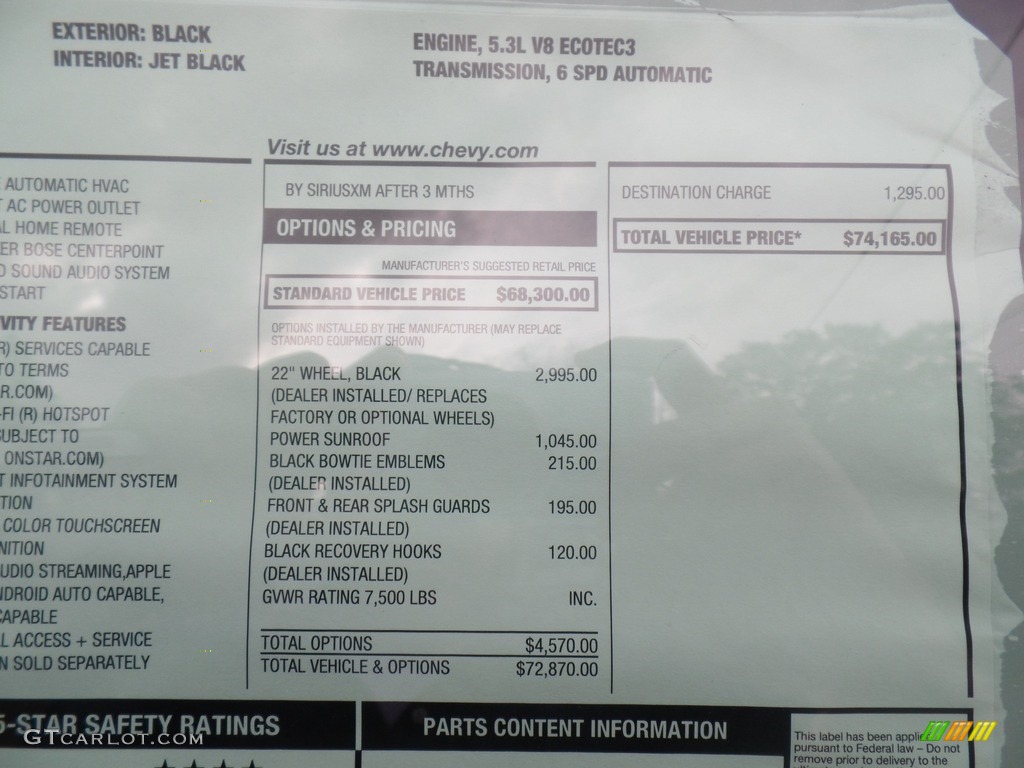 EXTERIOR: BLACK
INTERIOR: JET BLACK
ENGINE, 5.3L V8 ECOTEC3
TRANSMISSION, 6 SPD AUTOMATIC
Visit us at www.chevy.com
AUTOMATIC HVAC
AC POWER OUTLET
HOME REMOTE
BOSE CENTERPOINT
SOUND AUDIO SYSTEM
START
VITY FEATURES
R) SERVICES CAPABLE
TO TERMS
R.COM)
-FI (R) HOTSPOT
SUBJECT TO
ONSTAR.COM)
T INFOTAINMENT SYSTEM
TION
COLOR TOUCHSCREEN
NITION
UDIO STREAMING,APPLE
NDROID AUTO CAPABLE,
CAPABLE
L ACCESS + SERVICE
N SOLD SEPARATELY
BY SIRIUSXM AFTER 3 MTHS
OPTIONS & PRICING
MANUFACTURER'S SUGGESTED RETAIL PRICE
STANDARD VEHICLE PRICE $68,300.00
OPTIONS INSTALLED BY THE MANUFACTURER (MAY REPLACE
STANDARD EQUIPMENT SHOWN)
22" WHEEL, BLACK 2,995.00
(DEALER INSTALLED/ REPLACES
FACTORY OR OPTIONAL WHEELS)
POWER SUNROOF 1,045.00
BLACK BOWTIE EMBLEMS 215.00
(DEALER INSTALLED)
FRONT & REAR SPLASH GUARDS 195.00
(DEALER INSTALLED)
BLACK RECOVERY HOOKS 120.00
(DEALER INSTALLED)
GVWR RATING 7,500 LBS INC.
TOTAL OPTIONS $4,570.00
TOTAL VEHICLE & OPTIONS $72,870.00
DESTINATION CHARGE 1,295.00
TOTAL VEHICLE PRICE* $74,165.00
5-STAR SAFETY RATINGS
PARTS CONTENT INFORMATION
This label has been applie
pursuant to Federal law – Do not
remove prior to delivery to the
GTCARLOT.COM